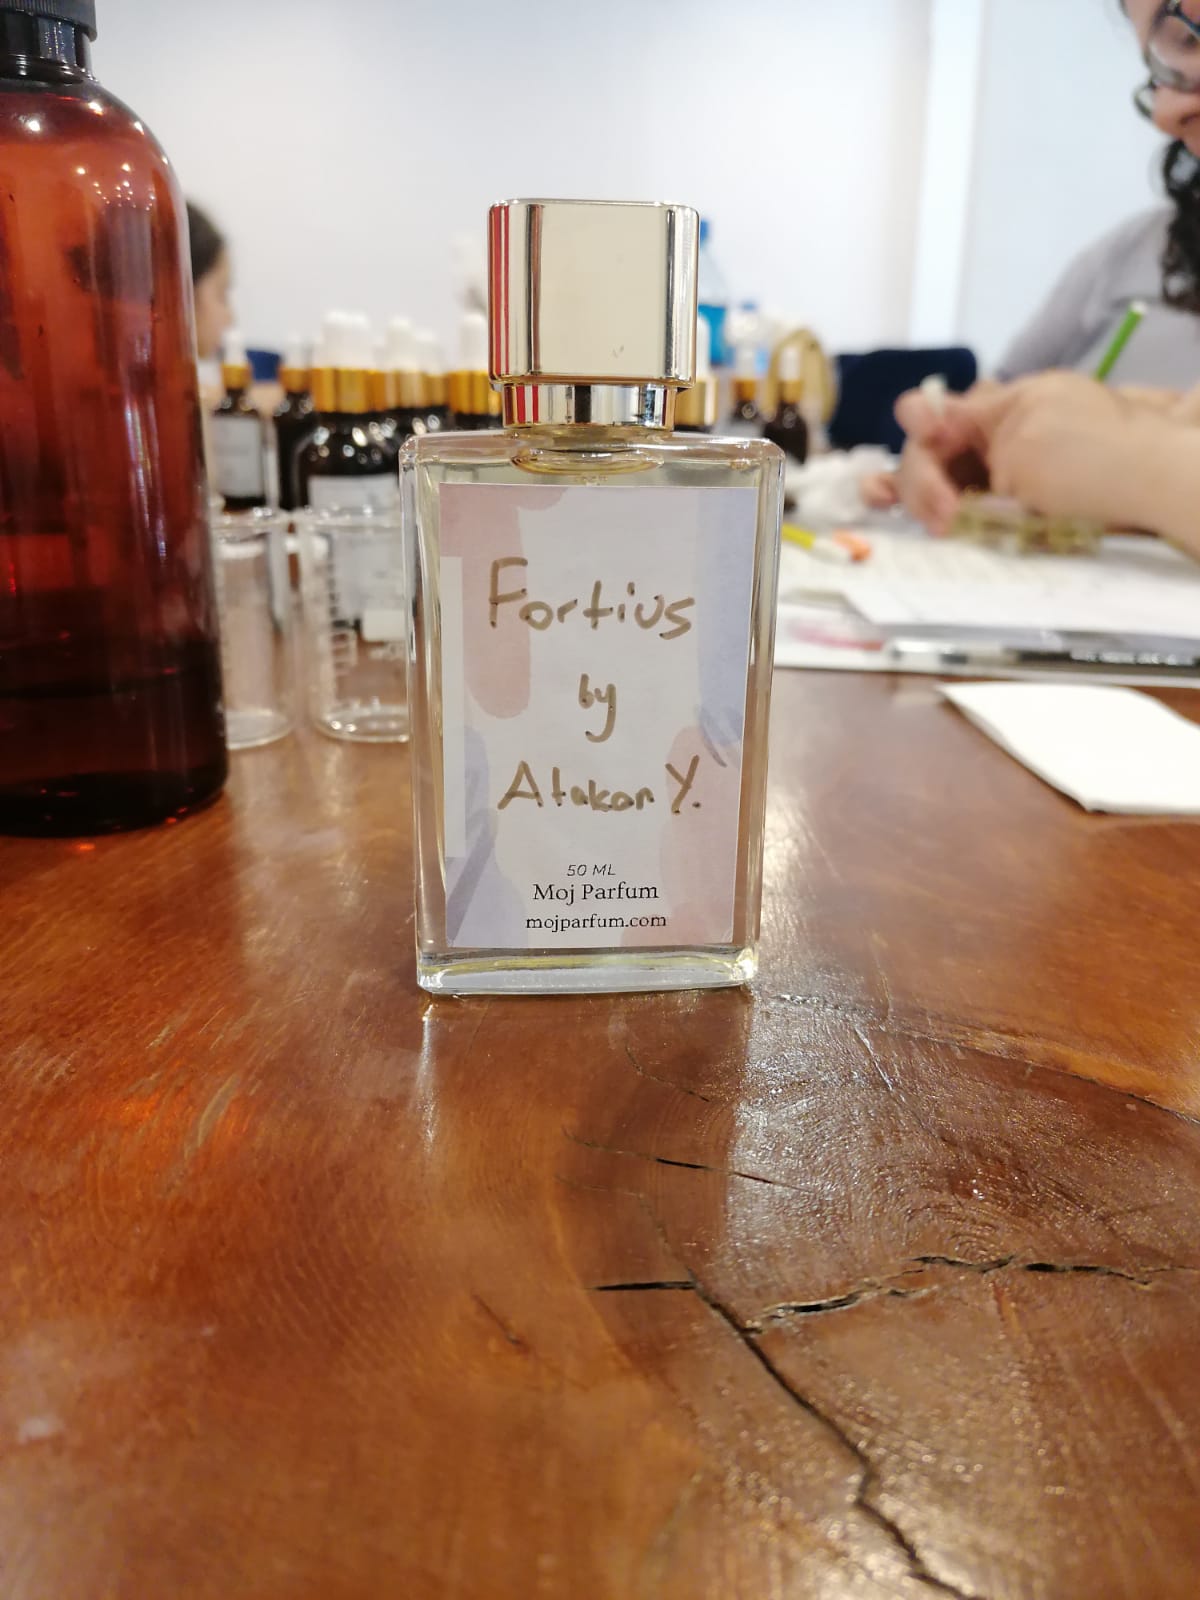 Fortius
by
Atakan Y.
50 ML
Moj Parfum
mojparfum.com